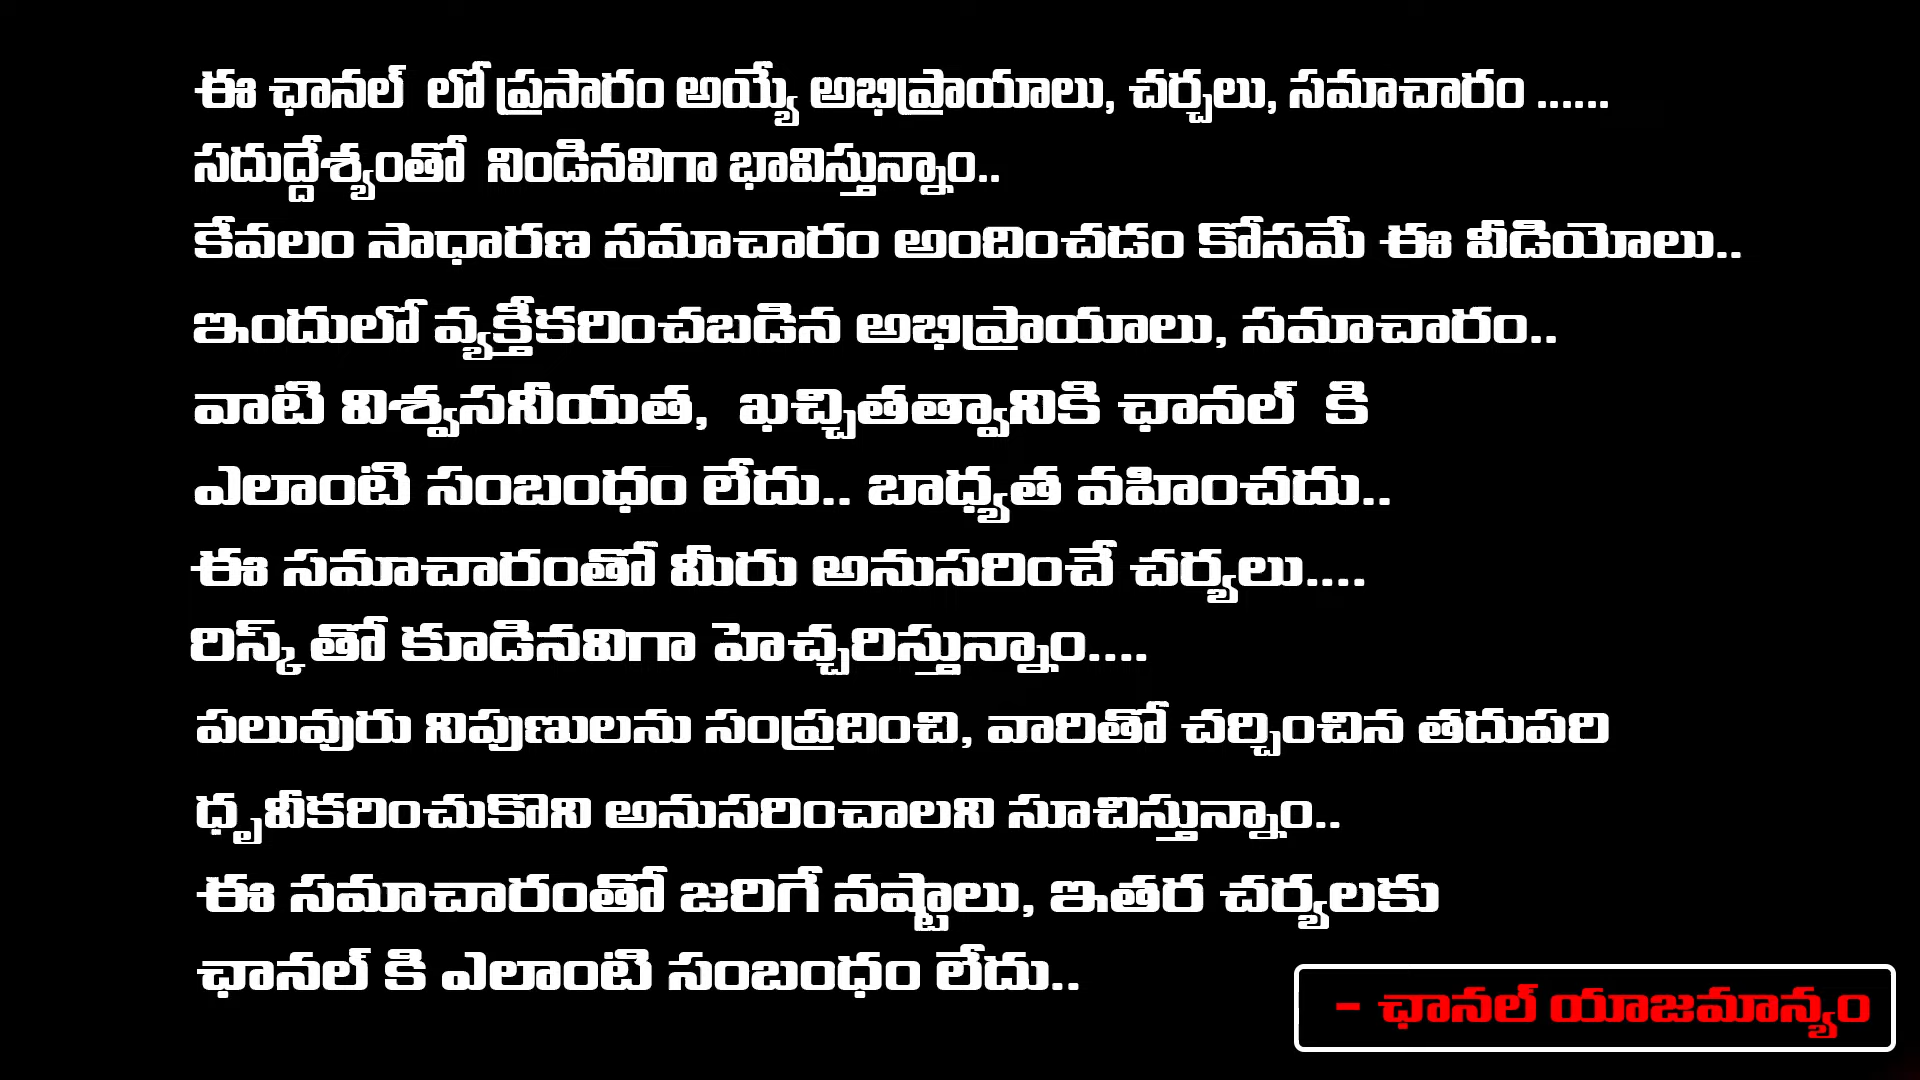 ఈ ఛానల్ లో ప్రసారం అయ్యే అభిప్రాయాలు, చర్చలు, సమాచారం ......
సదుద్దేశ్యంతో నిండినవిగా భావిస్తున్నాం..
కేవలం సాధారణ సమాచారం అందించడం కోసమే ఈ వీడియోలు..
ఇందులో వ్యక్తీకరించబడిన అభిప్రాయాలు, సమాచారం..
వాటి విశ్వసనీయత, ఖచ్చితత్వానికి ఛానల్ కి
ఎలాంటి సంబంధం లేదు.. బాధ్యత వహించదు..
ఈ సమాచారంతో మీరు అనుసరించే చర్యలు....
రిస్క్ తో కూడినవిగా హెచ్చరిస్తున్నాం....
పలువురు నిపుణులను సంప్రదించి, వారితో చర్చించిన తదుపరి
ధృవీకరించుకొని అనుసరించాలని సూచిస్తున్నాం..
ఈ సమాచారంతో జరిగే నష్టాలు, ఇతర చర్యలకు
ఛానల్ కి ఎలాంటి సంబంధం లేదు..
- ఛానల్ యాజమాన్యం